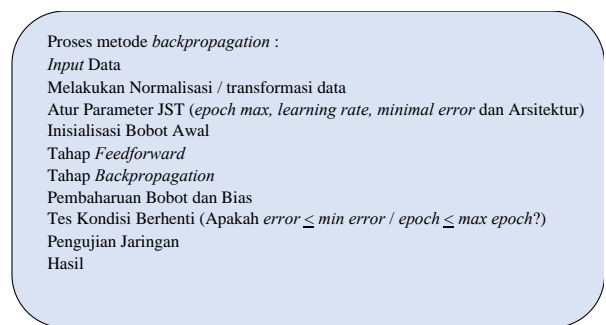 Proses metode backpropagation :
Input Data
Melakukan Normalisasi / transformasi data
Atur Parameter JST (epoch max, learning rate, minimal error dan Arsitektur)
Inisialisasi Bobot Awal
Tahap Feedforward
Tahap Backpropagation
Pembaharuan Bobot dan Bias
Tes Kondisi Berhenti (Apakah error < min error / epoch < max epoch?)
Pengujian Jaringan
Hasil